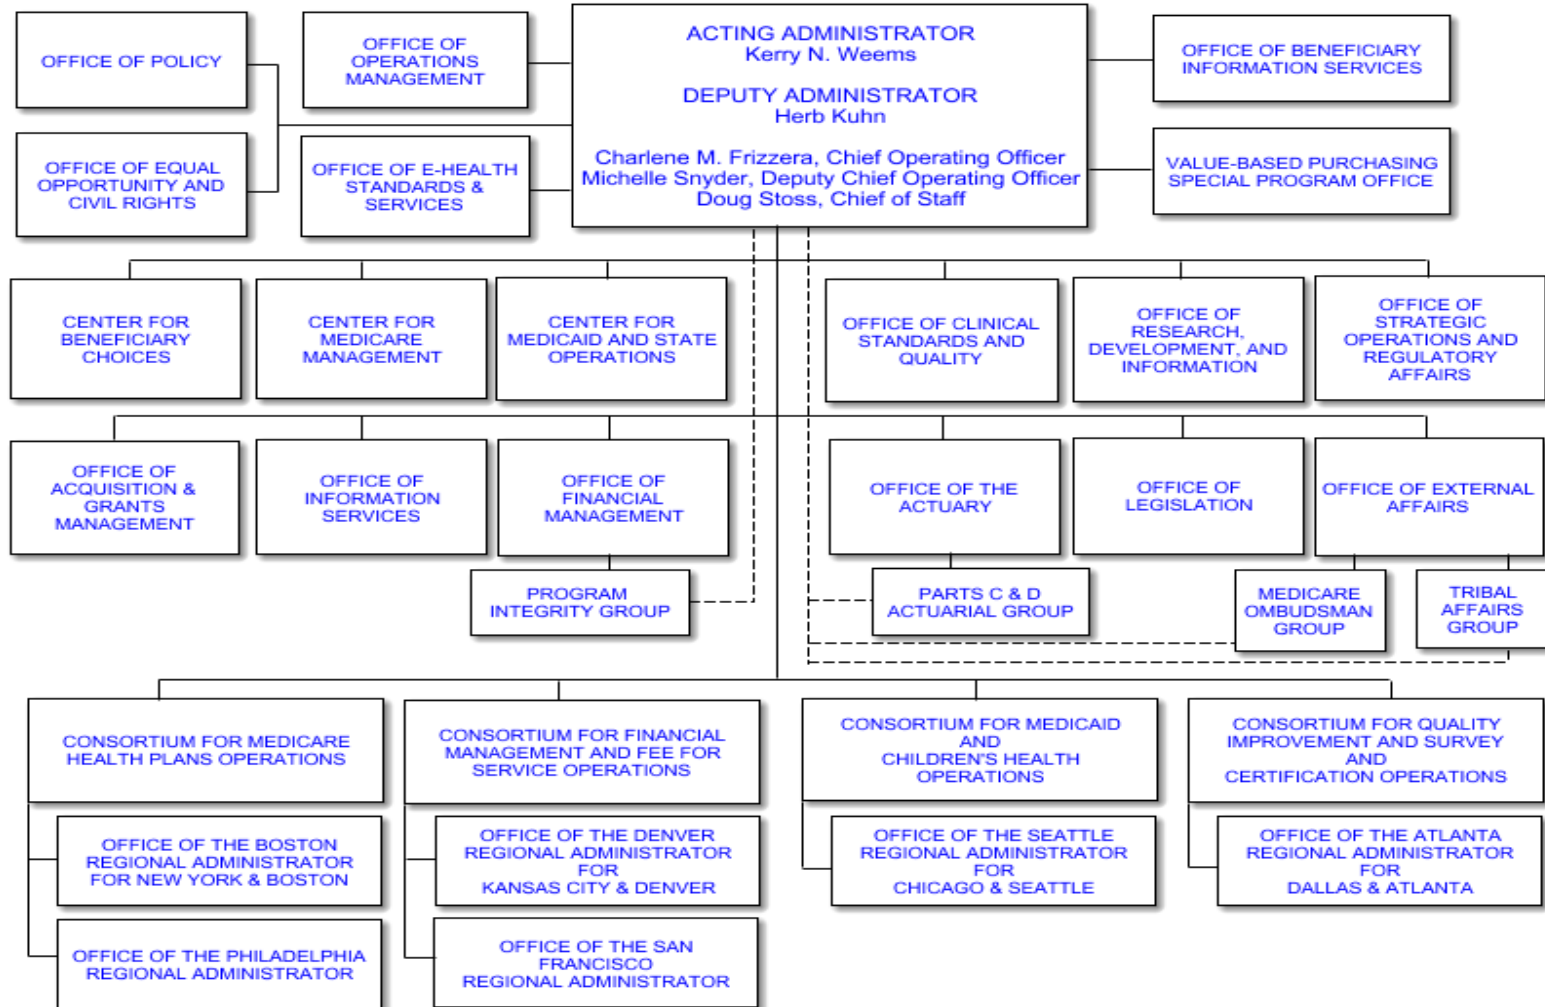 OFFICE OF POLICY
OFFICE OF
OPERATIONS
MANAGEMENT
ACTING ADMINISTRATOR
Kerry N. Weems
DEPUTY ADMINISTRATOR
Herb Kuhn
Charlene M. Frizzera, Chief Operating Officer
Michelle Snyder, Deputy Chief Operating Officer
Doug Stoss, Chief of Staff
OFFICE OF BENEFICIARY
INFORMATION SERVICES
OFFICE OF EQUAL
OPPORTUNITY AND
CIVIL RIGHTS
OFFICE OF E-HEALTH
STANDARDS &
SERVICES
VALUE-BASED PURCHASING
SPECIAL PROGRAM OFFICE
CENTER FOR
BENEFICIARY
CHOICES
CENTER FOR
MEDICARE
MANAGEMENT
CENTER FOR
MEDICAID AND STATE
OPERATIONS
OFFICE OF CLINICAL
STANDARDS AND
QUALITY
OFFICE OF
RESEARCH,
DEVELOPMENT, AND
INFORMATION
OFFICE OF
STRATEGIC
OPERATIONS AND
REGULATORY
AFFAIRS
OFFICE OF
ACQUISITION &
GRANTS
MANAGEMENT
OFFICE OF
INFORMATION
SERVICES
OFFICE OF
FINANCIAL
MANAGEMENT
OFFICE OF THE
ACTUARY
OFFICE OF
LEGISLATION
OFFICE OF EXTERNAL
AFFAIRS
PROGRAM
INTEGRITY GROUP
PARTS C & D
ACTUARIAL GROUP
MEDICARE
OMBUDSMAN
GROUP
TRIBAL
AFFAIRS
GROUP
CONSORTIUM FOR MEDICARE
HEALTH PLANS OPERATIONS
CONSORTIUM FOR FINANCIAL
MANAGEMENT AND FEE FOR
SERVICE OPERATIONS
CONSORTIUM FOR MEDICAID
AND
CHILDREN'S HEALTH
OPERATIONS
CONSORTIUM FOR QUALITY
IMPROVEMENT AND SURVEY
AND
CERTIFICATION OPERATIONS
OFFICE OF THE BOSTON
REGIONAL ADMINISTRATOR
FOR NEW YORK & BOSTON
OFFICE OF THE DENVER
REGIONAL ADMINISTRATOR
FOR
KANSAS CITY & DENVER
OFFICE OF THE SEATTLE
REGIONAL ADMINISTRATOR
FOR
CHICAGO & SEATTLE
OFFICE OF THE ATLANTA
REGIONAL ADMINISTRATOR
FOR
DALLAS & ATLANTA
OFFICE OF THE PHILADELPHIA
REGIONAL ADMINISTRATOR
OFFICE OF THE SAN
FRANCISCO
REGIONAL ADMINISTRATOR